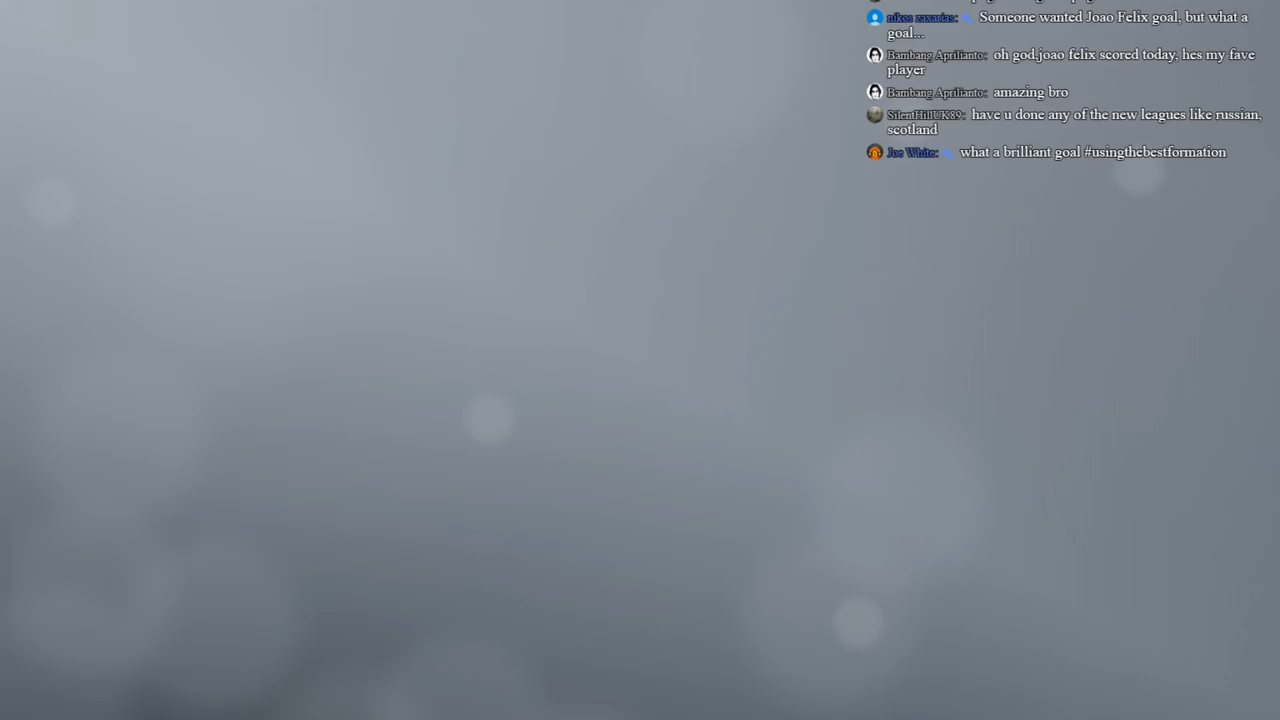 nikos zaxarias: Someone wanted Joao Felix goal, but what a
goal...
Bambang Aprilianto: oh god,joao felix scored today, hes my fave
player
Bambang Aprilianto: amazing bro
SilentHillUK89: have u done any of the new leagues like russian,
scotland
Joe White: what a brilliant goal #usingthebestformation